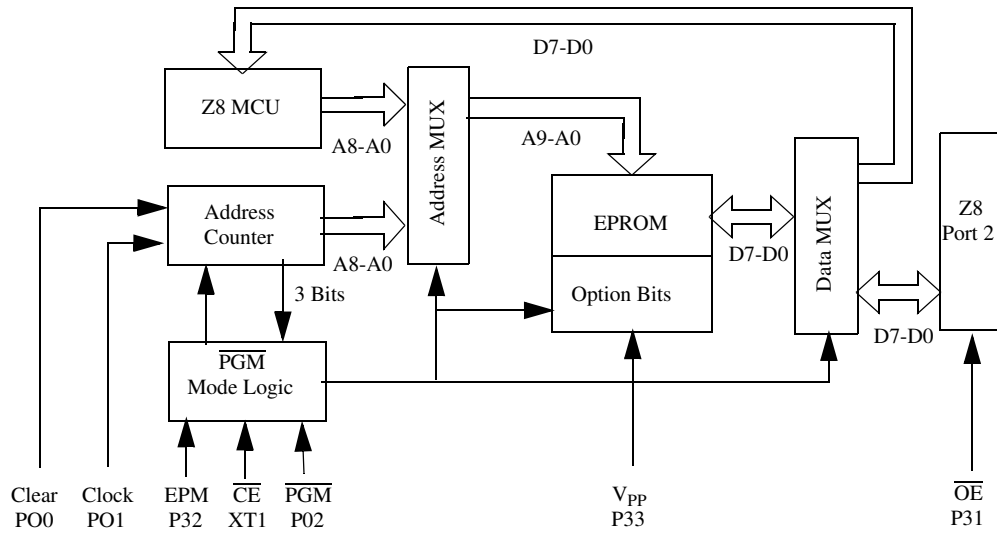 D7-D0
Z8 MCU
A8-A0
Address MUX
A9-A0
Address
Counter
A8-A0
3 Bits
EPROM
Option Bits
D7-D0
Data MUX
Z8
Port 2
D7-D0
PGM
Mode Logic
Clear
PO0
Clock
PO1
EPM
P32
CE
XT1
PGM
P02
VPP
P33
OE
P31